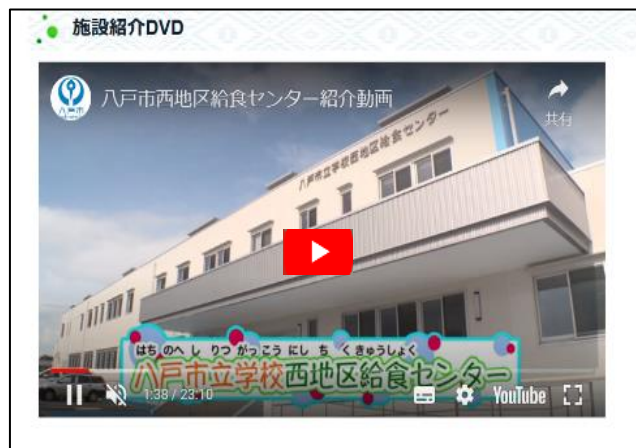 施設紹介DVD
八戸市西地区給食センター紹介動画
共有
八戸市
八戸市立学校西地区給食センター
はち のへ し りつ がっこう にし ち く きゅうしょく
八戸市立学校西地区給食センター
1:38 / 23:10
YouTube